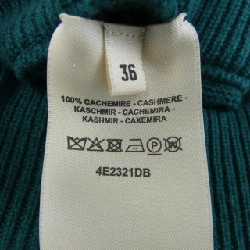 36
100% CACHEMIRE - CASHMERE -
KASCHMIR - CACHEMIRA -
KASHMIR - CAXEMIRA
4E2321DB